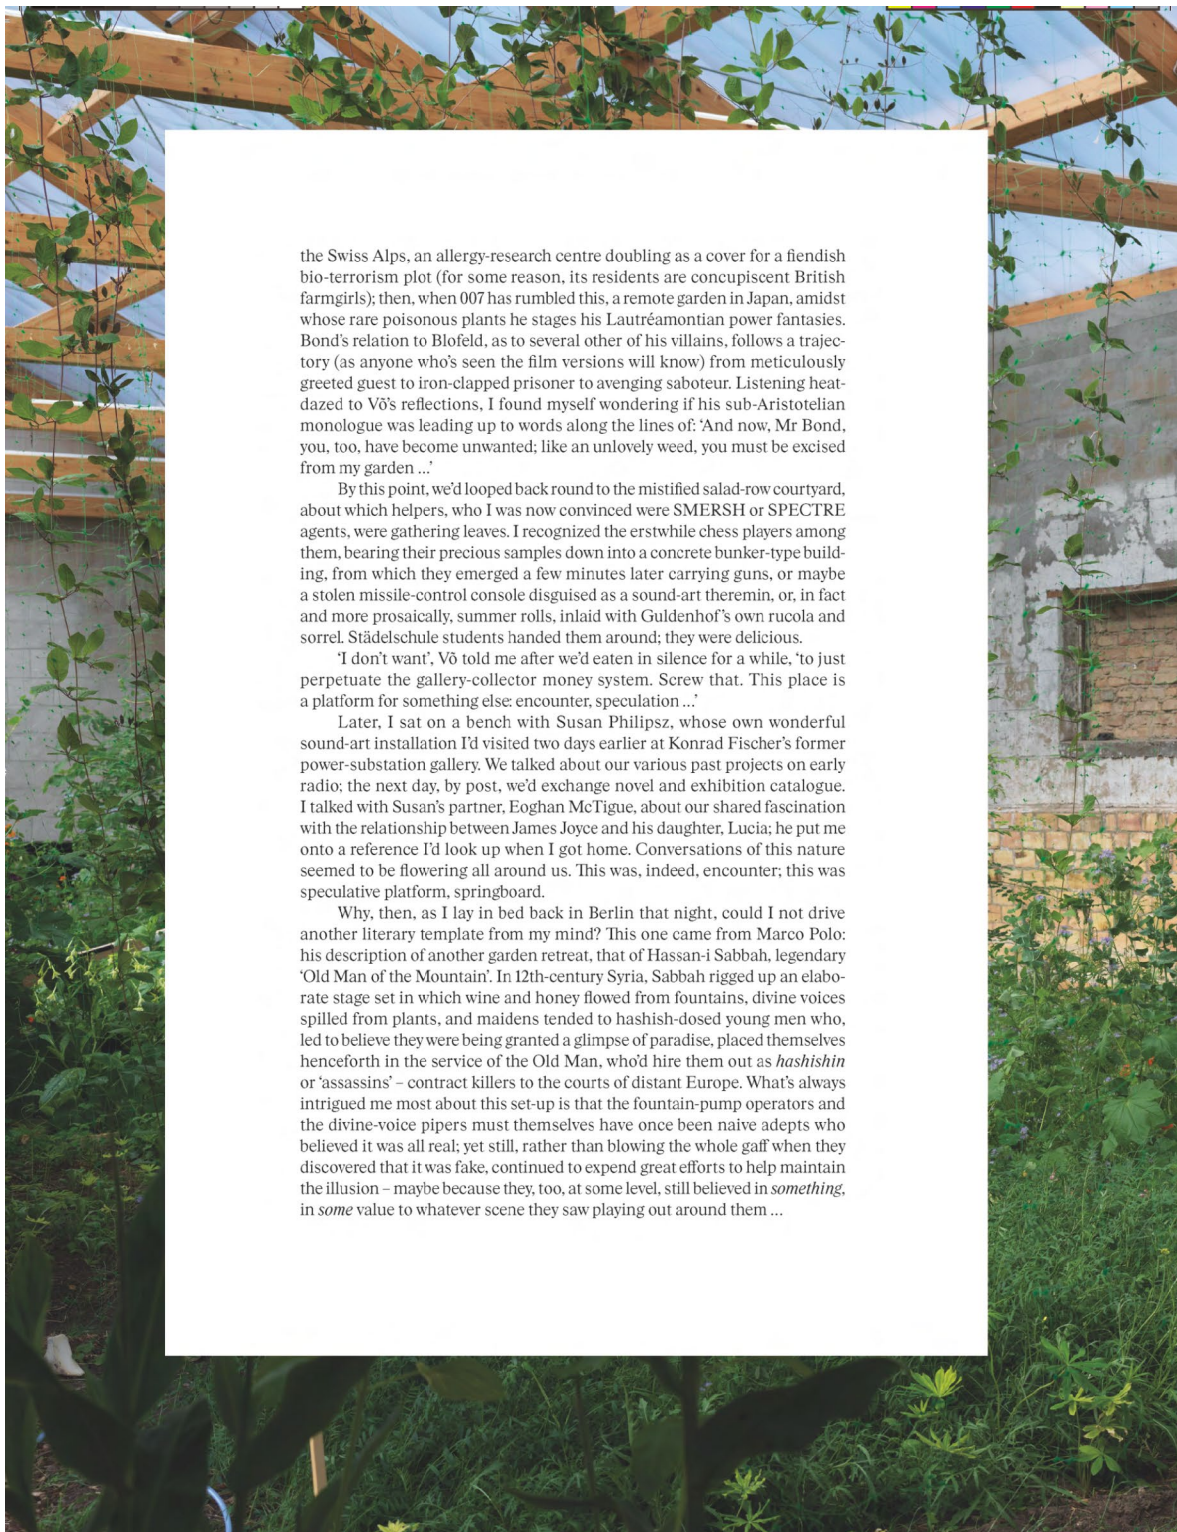 the Swiss Alps, an allergy-research centre doubling as a cover for a fiendish
bio-terrorism plot (for some reason, its residents are concupiscent British
farmgirls); then, when 007 has rumbled this, a remote garden in Japan, amidst
whose rare poisonous plants he stages his Lautréamontian power fantasies.
Bond's relation to Blofeld, as to several other of his villains, follows a trajec-
tory (as anyone who's seen the film versions will know) from meticulously
greeted guest to iron-clapped prisoner to avenging saboteur. Listening heat-
dazed to Võ's reflections, I found myself wondering if his sub-Aristotelian
monologue was leading up to words along the lines of: 'And now, Mr Bond,
you, too, have become unwanted; like an unlovely weed, you must be excised
from my garden ...'
By this point, we'd looped back round to the mistified salad-row courtyard,
about which helpers, who I was now convinced were SMERSH or SPECTRE
agents, were gathering leaves. I recognized the erstwhile chess players among
them, bearing their precious samples down into a concrete bunker-type build-
ing, from which they emerged a few minutes later carrying guns, or maybe
a stolen missile-control console disguised as a sound-art theremin, or, in fact
and more prosaically, summer rolls, inlaid with Guldenhof's own rucola and
sorrel. Städelschule students handed them around; they were delicious.
'I don't want', Võ told me after we'd eaten in silence for a while, 'to just
perpetuate the gallery-collector money system. Screw that. This place is
a platform for something else: encounter, speculation ...'
Later, I sat on a bench with Susan Philipsz, whose own wonderful
sound-art installation I'd visited two days earlier at Konrad Fischer's former
power-substation gallery. We talked about our various past projects on early
radio; the next day, by post, we'd exchange novel and exhibition catalogue.
I talked with Susan's partner, Eoghan McTigue, about our shared fascination
with the relationship between James Joyce and his daughter, Lucia; he put me
onto a reference I'd look up when I got home. Conversations of this nature
seemed to be flowering all around us. This was, indeed, encounter; this was
speculative platform, springboard.
Why, then, as I lay in bed back in Berlin that night, could I not drive
another literary template from my mind? This one came from Marco Polo:
his description of another garden retreat, that of Hassan-i Sabbah, legendary
'Old Man of the Mountain'. In 12th-century Syria, Sabbah rigged up an elabo-
rate stage set in which wine and honey flowed from fountains, divine voices
spilled from plants, and maidens tended to hashish-dosed young men who,
led to believe they were being granted a glimpse of paradise, placed themselves
henceforth in the service of the Old Man, who'd hire them out as hashishin
or 'assassins' – contract killers to the courts of distant Europe. What's always
intrigued me most about this set-up is that the fountain-pump operators and
the divine-voice pipers must themselves have once been naive adepts who
believed it was all real; yet still, rather than blowing the whole gaff when they
discovered that it was fake, continued to expend great efforts to help maintain
the illusion – maybe because they, too, at some level, still believed in something,
in some value to whatever scene they saw playing out around them ...